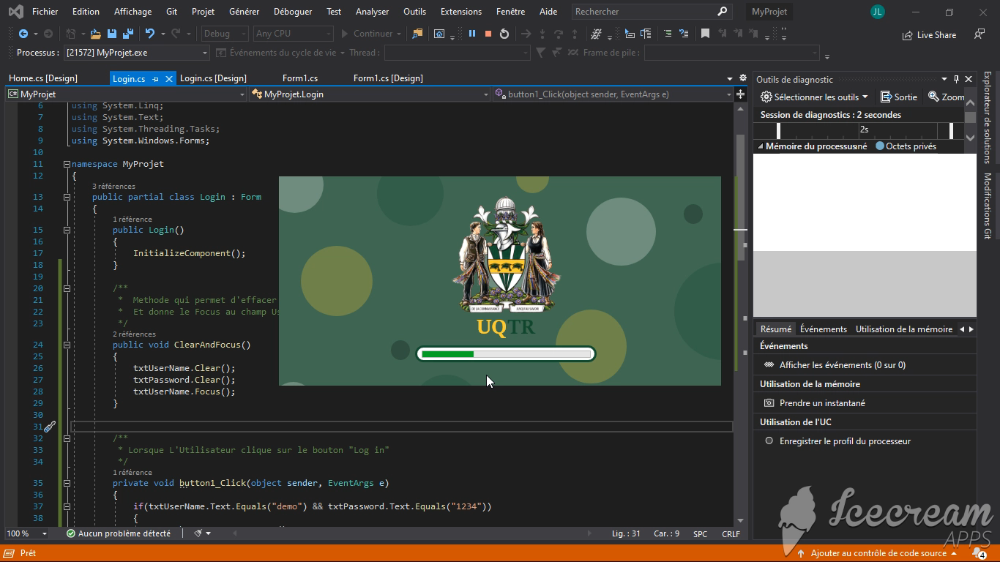 Fichier Edition Affichage Git Projet Générer Déboguer Test Analyser Outils Extensions Fenêtre Aide Rechercher MyProjet JL
Debug Any CPU Continuer Live Share
Processus : [21572] MyProjet.exe Événements du cycle de vie Thread : Frame de pile :
Home.cs [Design] Login.cs Login.cs [Design] Form1.cs Form1.cs [Design]
C# MyProjet MyProjet.Login button1_Click(object sender, EventArgs e)
6 using System.Linq;
7 using System.Text;
8 using System.Threading.Tasks;
9 using System.Windows.Forms;
10
11 namespace MyProjet
12 {
3 références
13 public partial class Login : Form
14 {
1 référence
15 public Login()
16 {
17 InitializeComponent();
18 }
19
20 /**
21 * Methode qui permet d'effacer
22 * Et donne le Focus au champ Us
23 */
2 références
24 public void ClearAndFocus()
25 {
26 txtUserName.Clear();
27 txtPassword.Clear();
28 txtUserName.Focus();
29 }
30
31
32 /**
33 * Lorsque L'Utilisateur clique sur le bouton "Log in"
34 */
1 référence
35 private void button1_Click(object sender, EventArgs e)
36 {
37 if(txtUserName.Text.Equals("demo") && txtPassword.Text.Equals("1234"))
38 {
DE LA CONNAISSANCE JUSQU'AU SAVOIR
UQTR
100 % Aucun problème détecté Lig. : 31 Car. : 9 SPC CRLF
Outils de diagnostic
Sélectionner les outils Sortie Zoom
Session de diagnostics : 2 secondes
2s
Mémoire du processus né Octets privés
Résumé Événements Utilisation de la mémoire
Événements
Afficher les événements (0 sur 0)
Utilisation de la mémoire
Prendre un instantané
Utilisation de l'UC
Enregistrer le profil du processeur
Explorateur de solutions
Modifications Git
Icecream
APPS
Prêt Ajouter au contrôle de code source 4